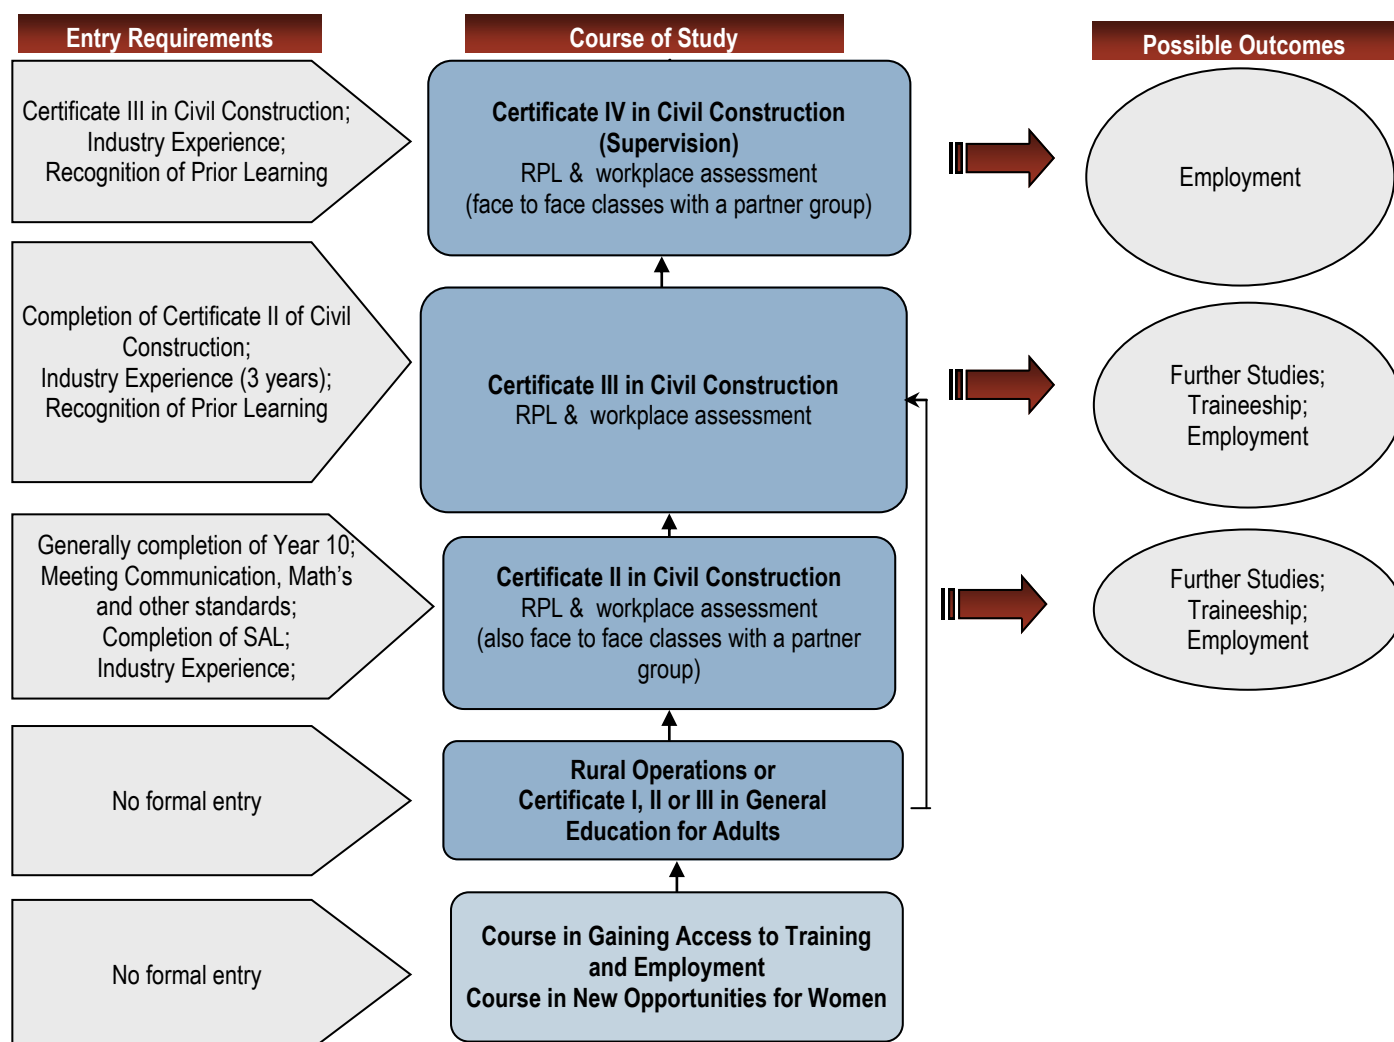 Entry Requirements
Course of Study
Possible Outcomes
Certificate III in Civil Construction;
Industry Experience;
Recognition of Prior Learning
Certificate IV in Civil Construction
(Supervision)
RPL & workplace assessment
(face to face classes with a partner group)
Employment
Completion of Certificate II of Civil
Construction;
Industry Experience (3 years);
Recognition of Prior Learning
Certificate III in Civil Construction
RPL & workplace assessment
Further Studies;
Traineeship;
Employment
Generally completion of Year 10;
Meeting Communication, Math's
and other standards;
Completion of SAL;
Industry Experience;
Certificate II in Civil Construction
RPL & workplace assessment
(also face to face classes with a partner
group)
Further Studies;
Traineeship;
Employment
No formal entry
Rural Operations or
Certificate I, II or III in General
Education for Adults
No formal entry
Course in Gaining Access to Training
and Employment
Course in New Opportunities for Women